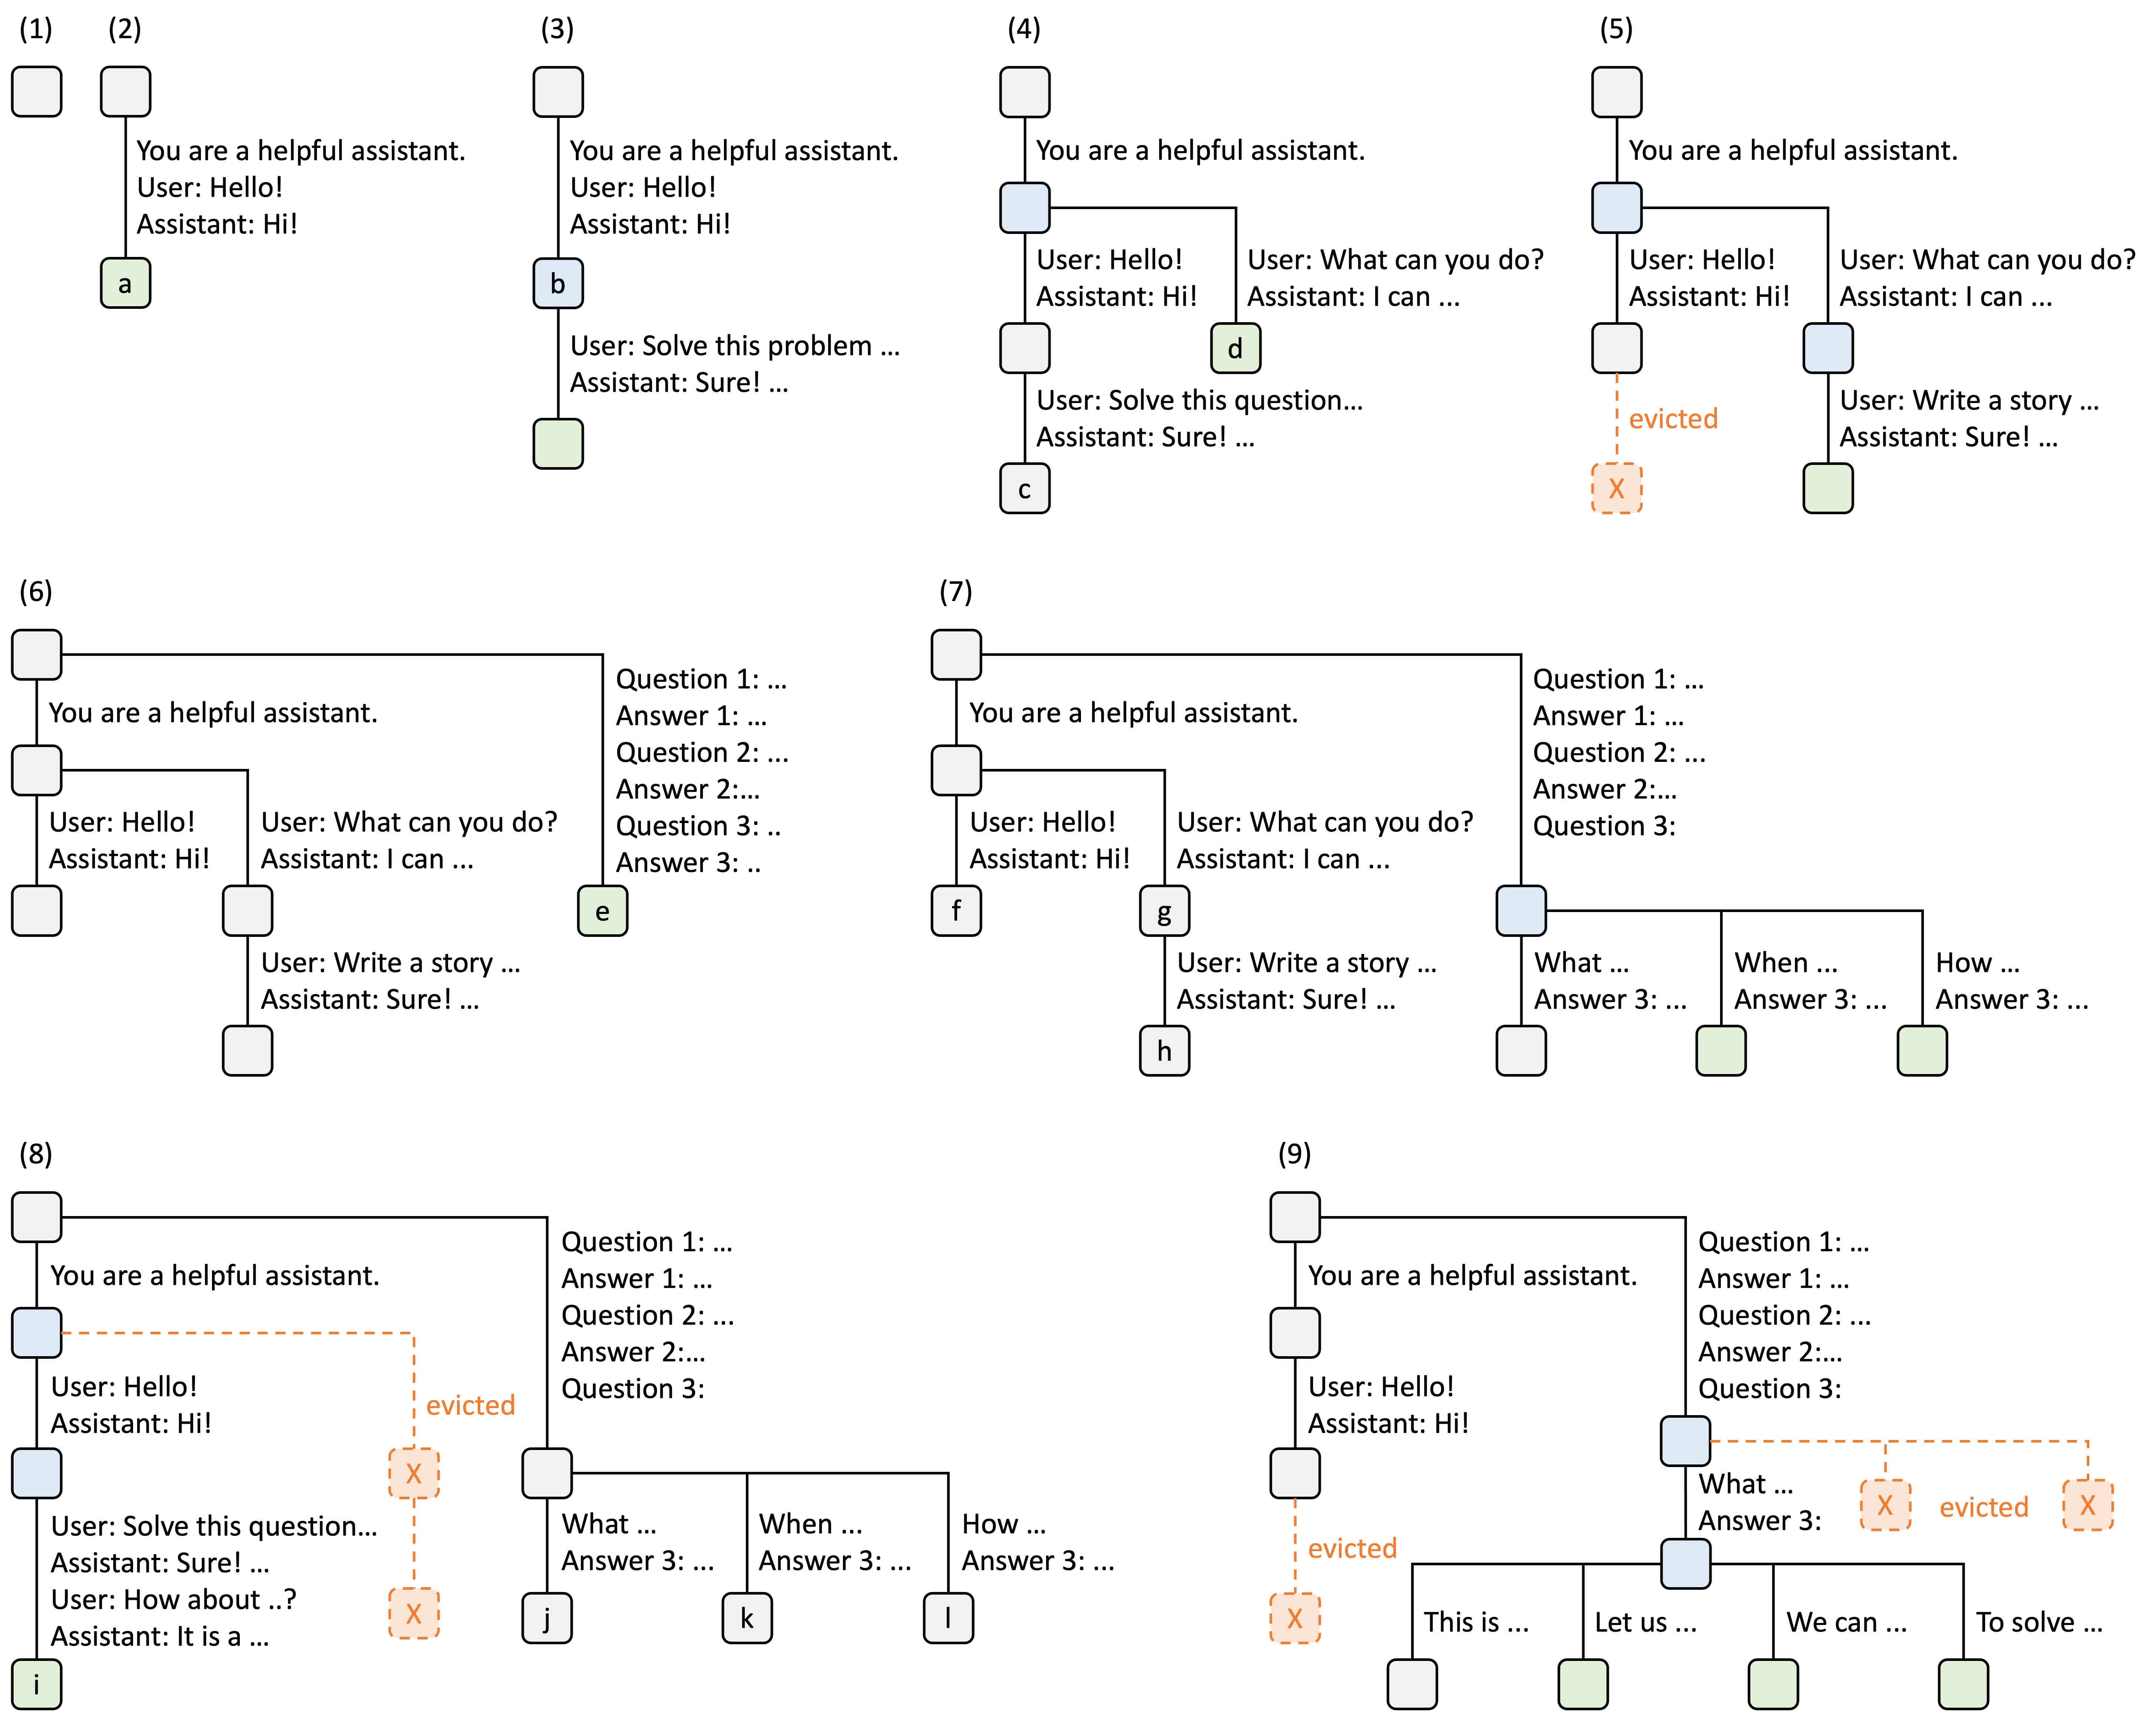 (1)
(2)
You are a helpful assistant.
User: Hello!
Assistant: Hi!
a
(3)
You are a helpful assistant.
User: Hello!
Assistant: Hi!
b
User: Solve this problem ...
Assistant: Sure! ...
(4)
You are a helpful assistant.
User: Hello!
Assistant: Hi!
User: What can you do?
Assistant: I can ...
d
User: Solve this question...
Assistant: Sure! ...
c
(5)
You are a helpful assistant.
User: Hello!
Assistant: Hi!
User: What can you do?
Assistant: I can ...
evicted
X
User: Write a story ...
Assistant: Sure! ...
(6)
You are a helpful assistant.
User: Hello!
Assistant: Hi!
User: What can you do?
Assistant: I can ...
User: Write a story ...
Assistant: Sure! ...
Question 1: ...
Answer 1: ...
Question 2: ...
Answer 2:...
Question 3: ..
Answer 3: ..
e
(7)
You are a helpful assistant.
User: Hello!
Assistant: Hi!
f
User: What can you do?
Assistant: I can ...
g
User: Write a story ...
Assistant: Sure! ...
h
Question 1: ...
Answer 1: ...
Question 2: ...
Answer 2:...
Question 3:
What ...
Answer 3: ...
When ...
Answer 3: ...
How ...
Answer 3: ...
(8)
You are a helpful assistant.
User: Hello!
Assistant: Hi!
User: Solve this question...
Assistant: Sure! ...
User: How about ..?
Assistant: It is a ...
i
evicted
X
X
Question 1: ...
Answer 1: ...
Question 2: ...
Answer 2:...
Question 3:
What ...
Answer 3: ...
j
When ...
Answer 3: ...
k
How ...
Answer 3: ...
l
(9)
You are a helpful assistant.
User: Hello!
Assistant: Hi!
evicted
X
Question 1: ...
Answer 1: ...
Question 2: ...
Answer 2:...
Question 3:
What ...
Answer 3:
X
evicted
X
This is ...
Let us ...
We can ...
To solve ...